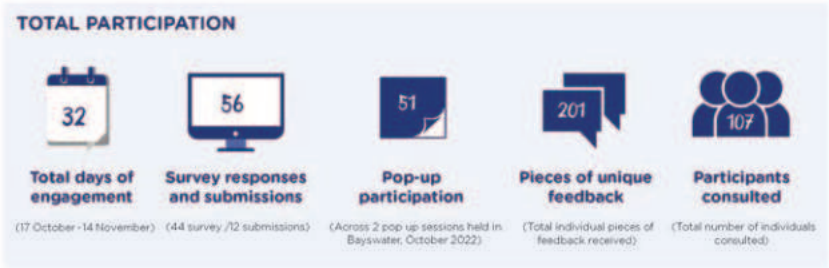 TOTAL PARTICIPATION
32
56
51
201
107
Total days of
engagement
(17 October-14 November)
Survey responses
and submissions
(44 survey /12 submissions)
Pop-up
participation
(Across 2 pop up sessions held in
Bayswater, October 2022)
Pieces of unique
feedback
(Total individual pieces of
feedback received)
Participants
consulted
(Total number of individuals
consulted)